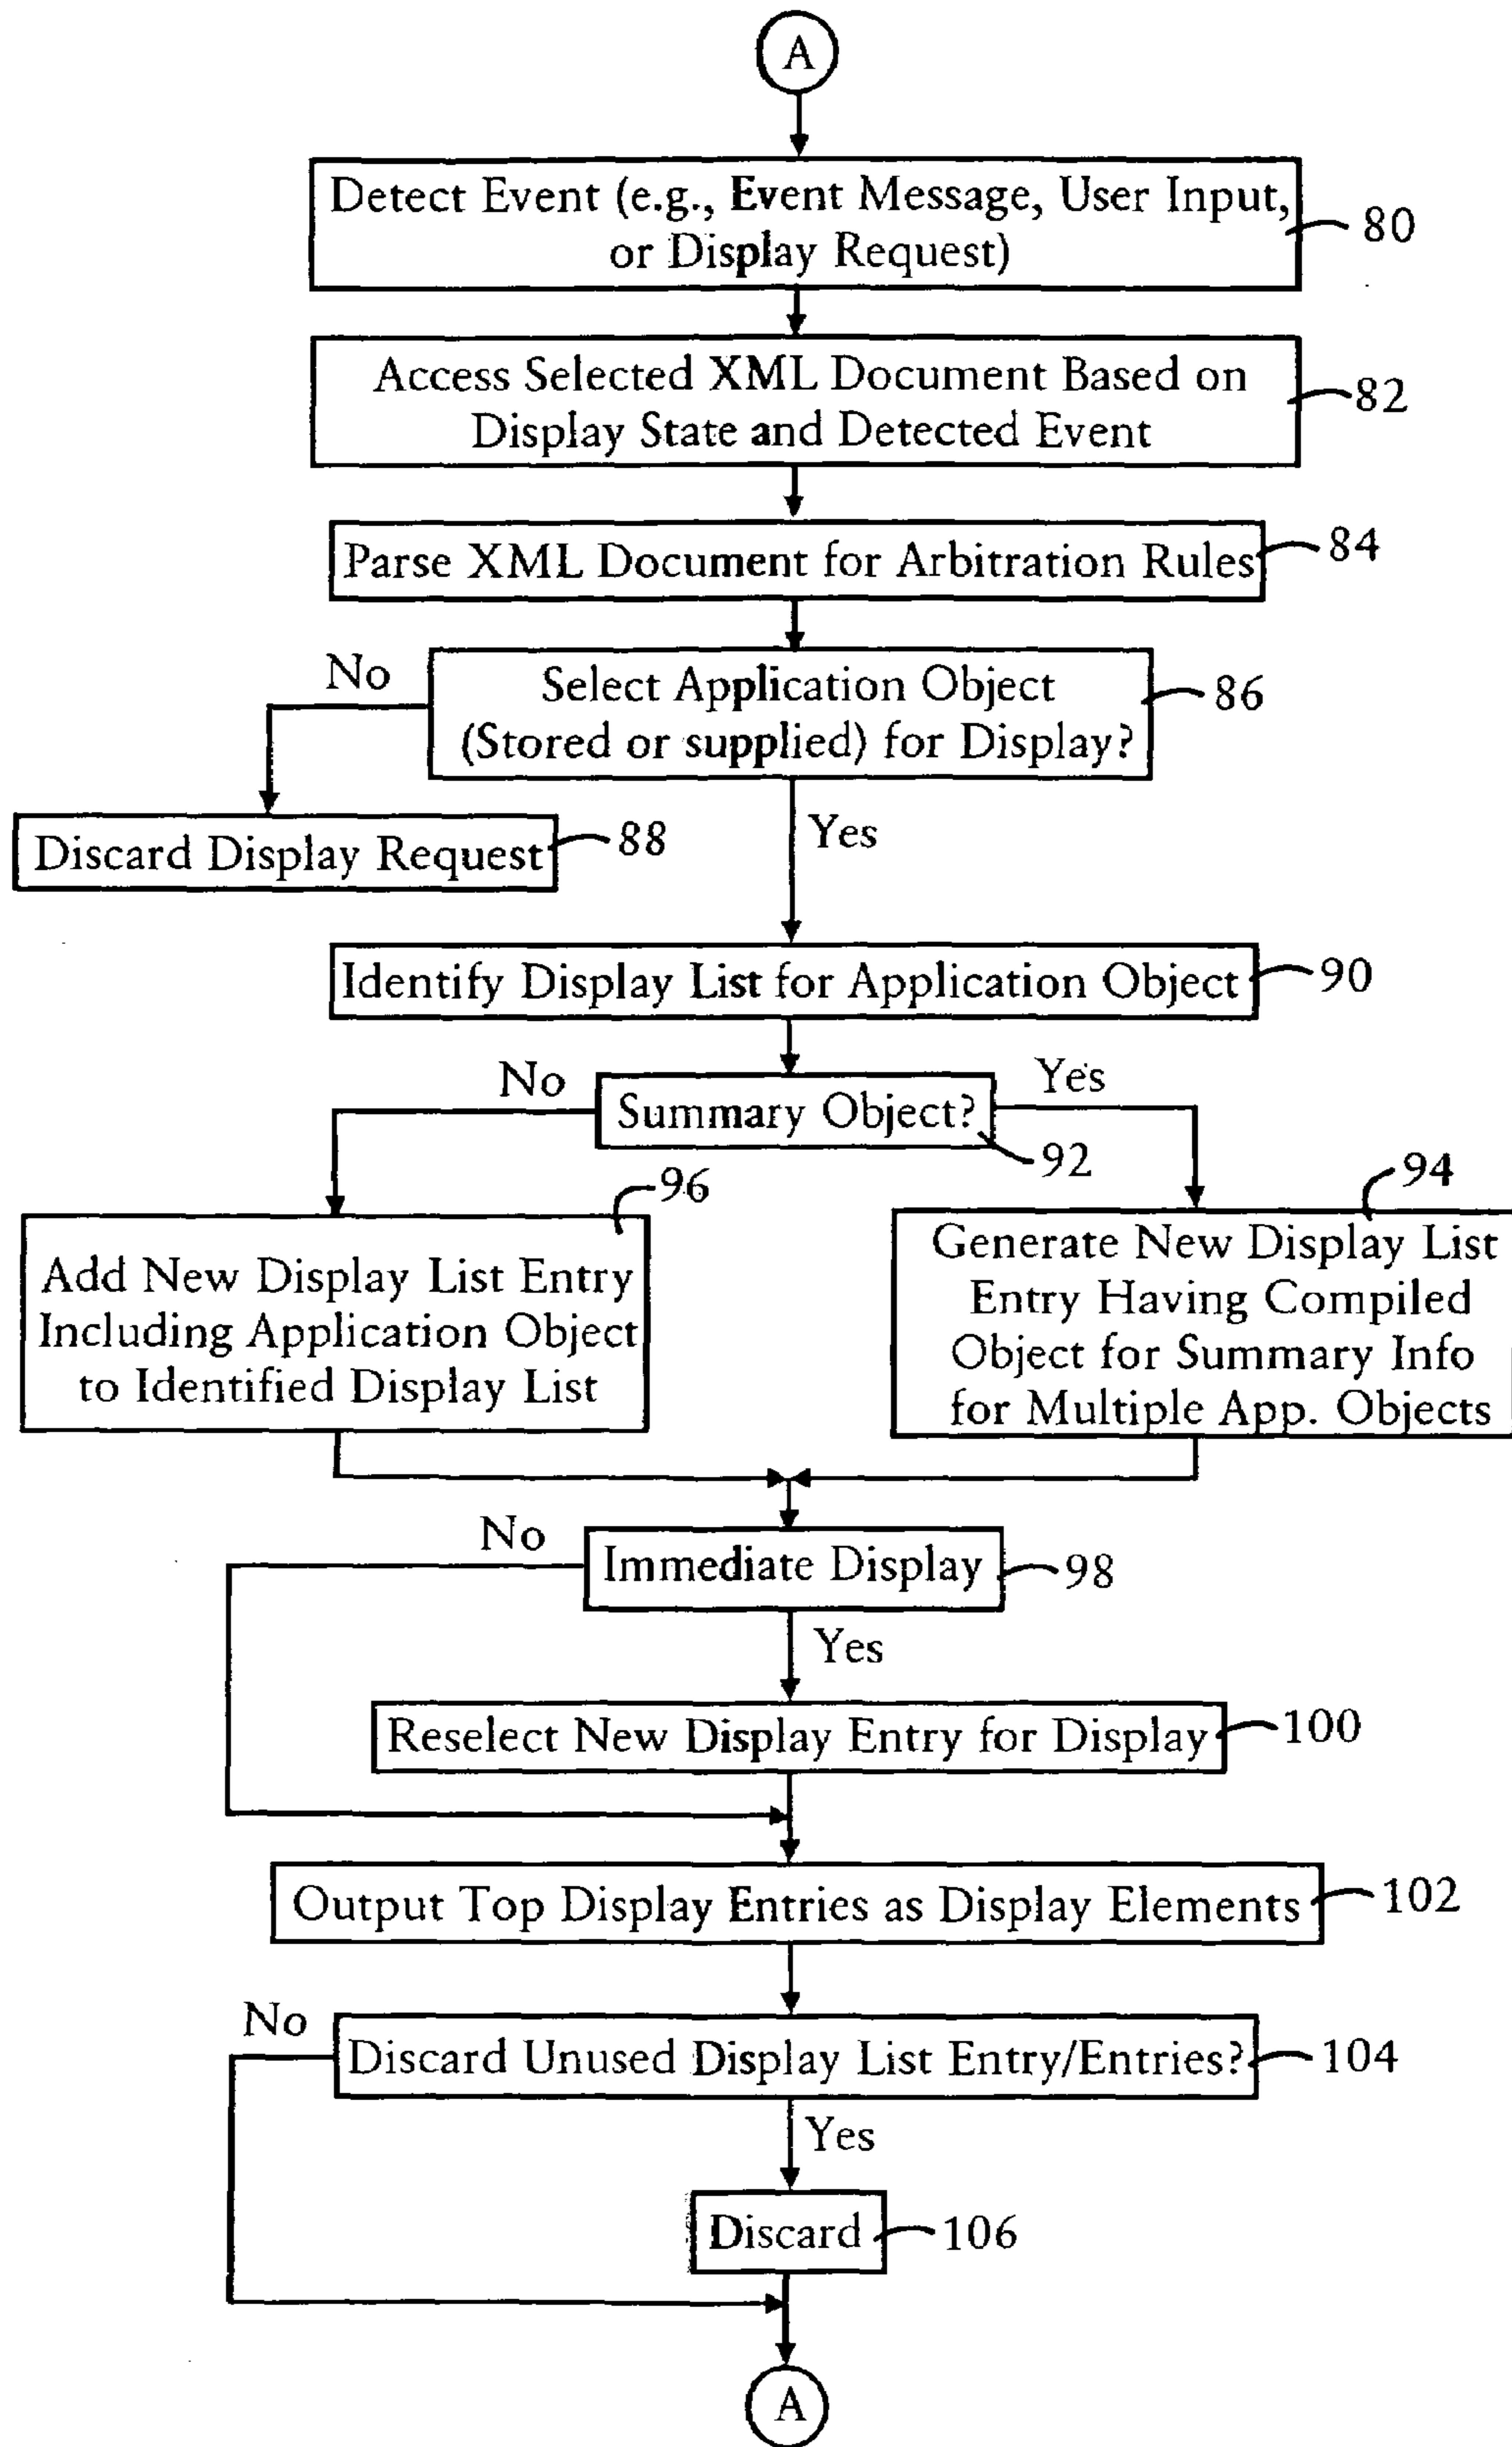 A
Detect Event (e.g., Event Message, User Input,
or Display Request)
80
Access Selected XML Document Based on
Display State and Detected Event
82
Parse XML Document for Arbitration Rules
84
No
Select Application Object
(Stored or supplied) for Display?
86
Discard Display Request
88
Yes
Identify Display List for Application Object
90
No
Summary Object?
Yes
92
96
94
Add New Display List Entry
Including Application Object
to Identified Display List
Generate New Display List
Entry Having Compiled
Object for Summary Info
for Multiple App. Objects
No
Immediate Display
98
Yes
Reselect New Display Entry for Display
100
Output Top Display Entries as Display Elements
102
No
Discard Unused Display List Entry/Entries?
104
Yes
Discard
106
A